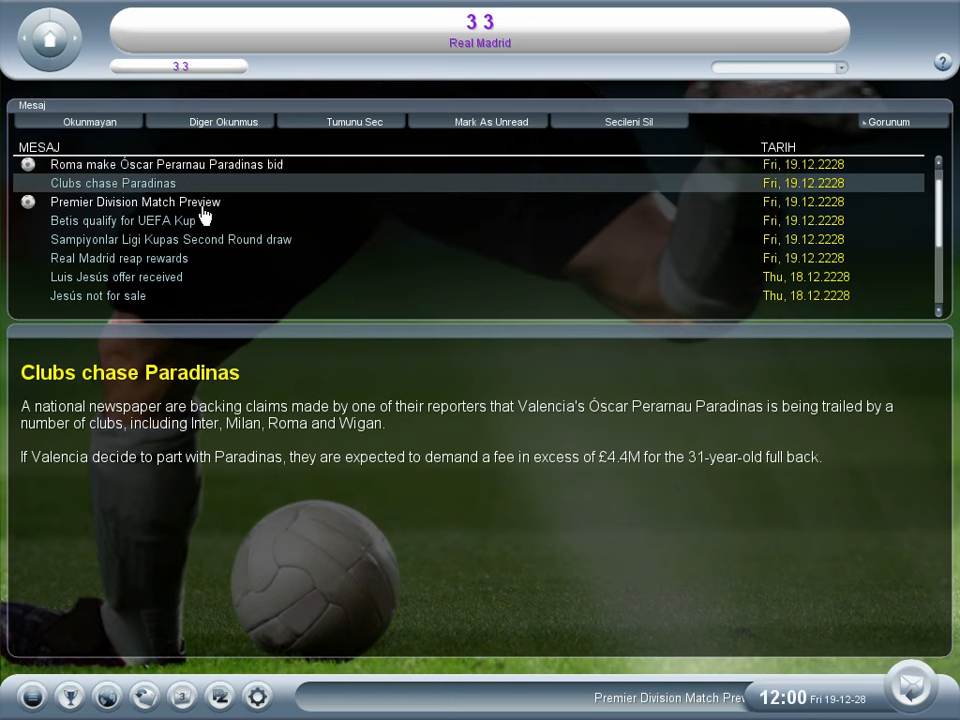 3 3
Real Madrid
3 3
?
Mesaj
Okunmayan Diger Okunmus Tumunu Sec Mark As Unread Secileni Sil Gorunum
MESAJ TARIH
Roma make Óscar Perarnau Paradinas bid Fri, 19.12.2228
Clubs chase Paradinas Fri, 19.12.2228
Premier Division Match Preview Fri, 19.12.2228
Betis qualify for UEFA Kup Fri, 19.12.2228
Sampiyonlar Ligi Kupas Second Round draw Fri, 19.12.2228
Real Madrid reap rewards Fri, 19.12.2228
Luis Jesús offer received Thu, 18.12.2228
Jesús not for sale Thu, 18.12.2228
Clubs chase Paradinas
A national newspaper are backing claims made by one of their reporters that Valencia's Óscar Perarnau Paradinas is being trailed by a
number of clubs, including Inter, Milan, Roma and Wigan.
If Valencia decide to part with Paradinas, they are expected to demand a fee in excess of £4.4M for the 31-year-old full back.
3
Premier Division Match Prev 12:00 Fri 19-12-28